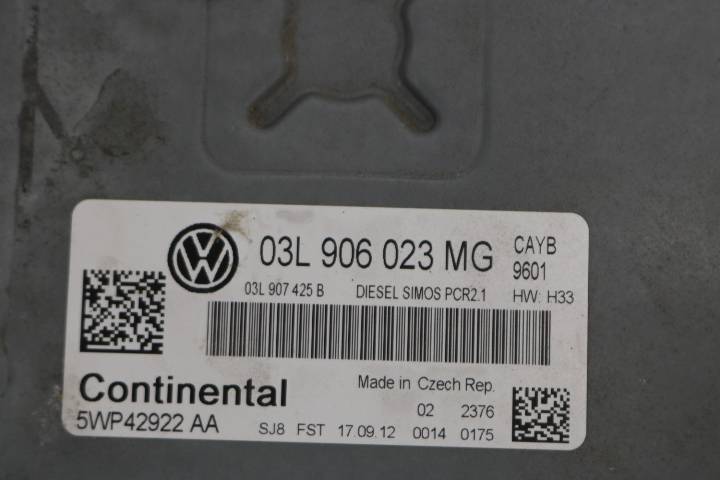 03L 906 023 MG CAYB
9601
03L 907 425 B DIESEL SIMOS PCR2.1 HW: H33
Continental Made in Czech Rep.
02 2376
5WP42922 AA SJ8 FST 17.09.12 0014 0175